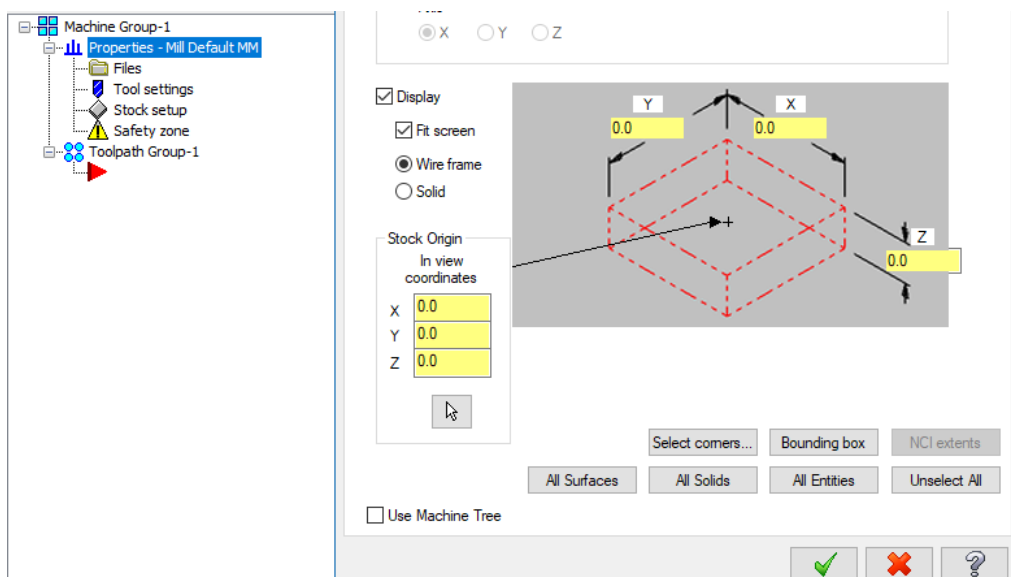 Machine Group-1
Properties - Mill Default MM
Files
Tool settings
Stock setup
Safety zone
Toolpath Group-1
X Y Z
Display
Fit screen
Wire frame
Solid
Y X
0.0 0.0
Z
0.0
Stock Origin
In view
coordinates
X 0.0
Y 0.0
Z 0.0
Select corners... Bounding box NCI extents
All Surfaces All Solids All Entities Unselect All
Use Machine Tree